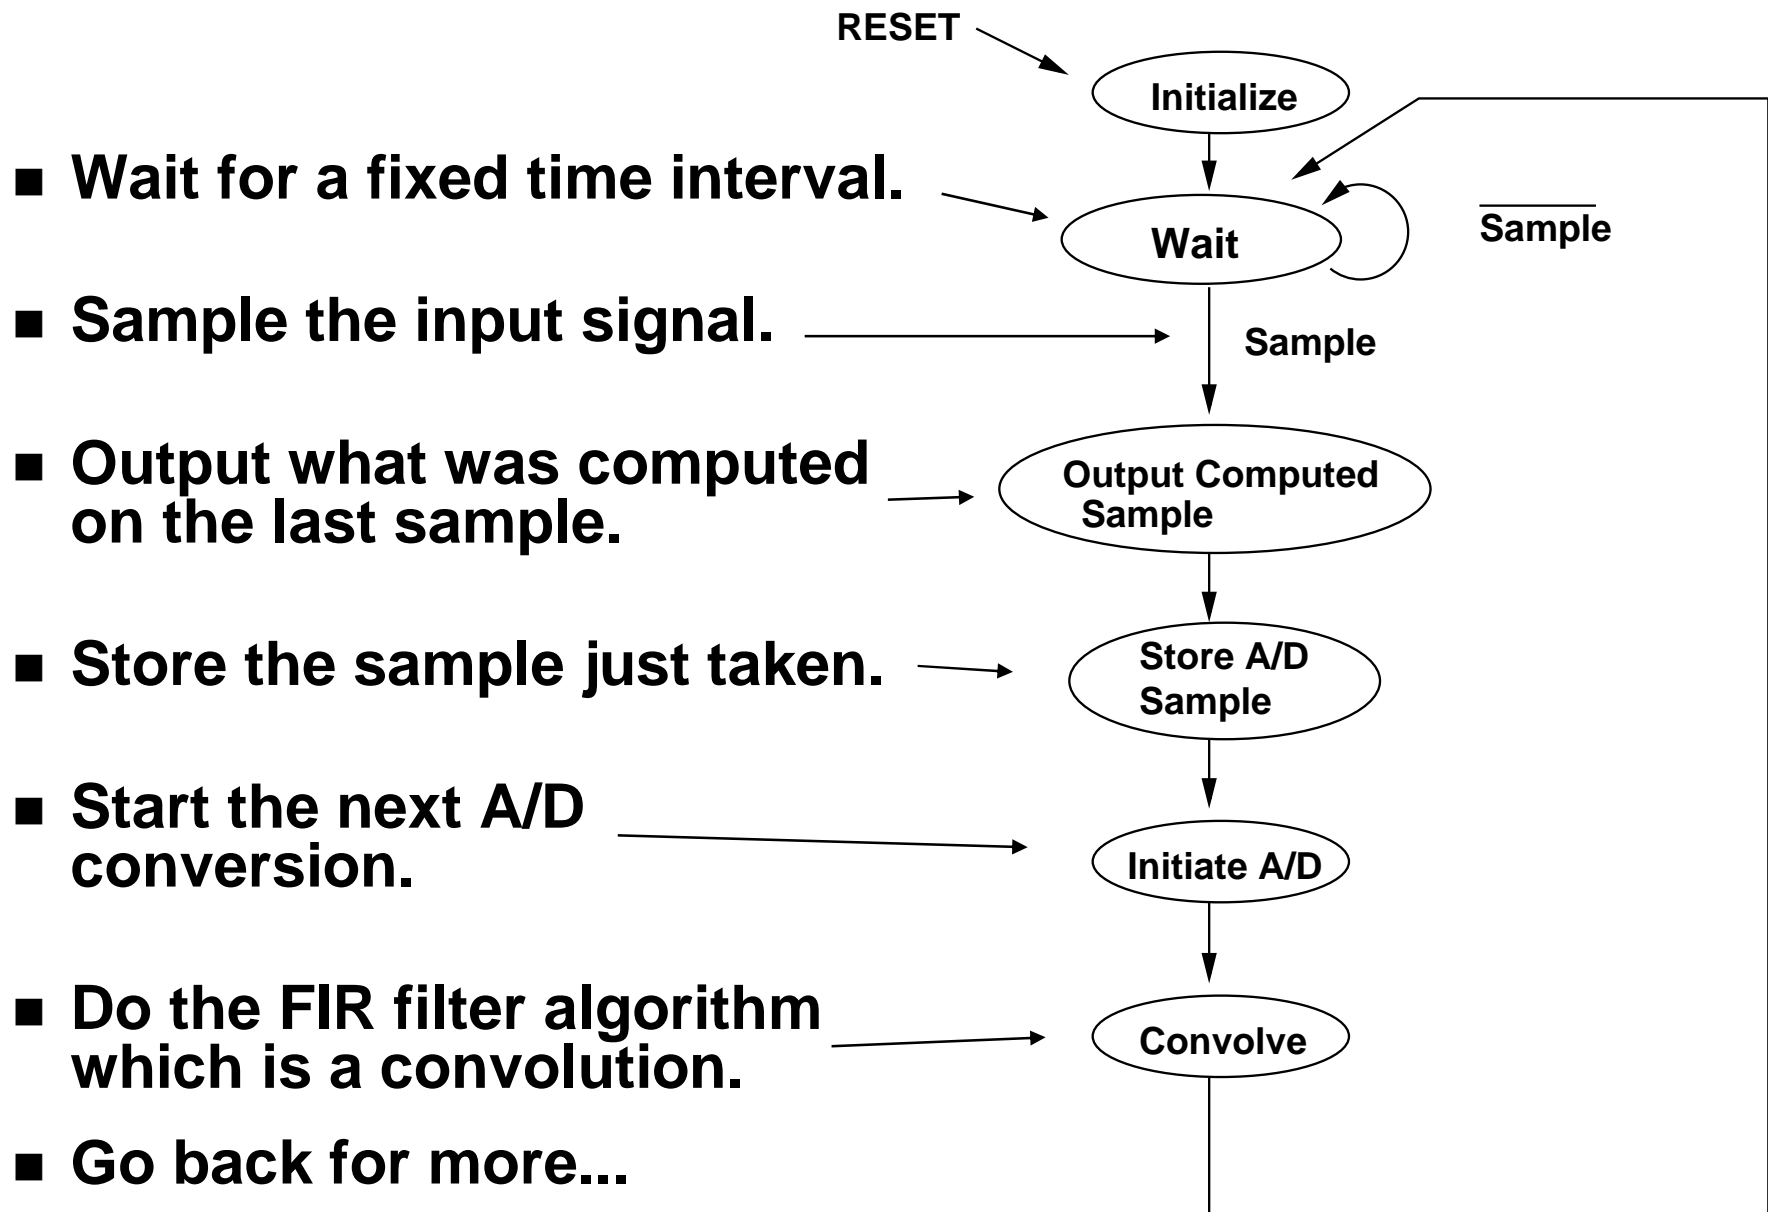 RESET
Initialize
■ Wait for a fixed time interval.
Wait
S̅a̅m̅p̅l̅e̅
■ Sample the input signal.
Sample
■ Output what was computed
on the last sample.
Output Computed
Sample
■ Store the sample just taken.
Store A/D
Sample
■ Start the next A/D
conversion.
Initiate A/D
■ Do the FIR filter algorithm
which is a convolution.
Convolve
■ Go back for more...